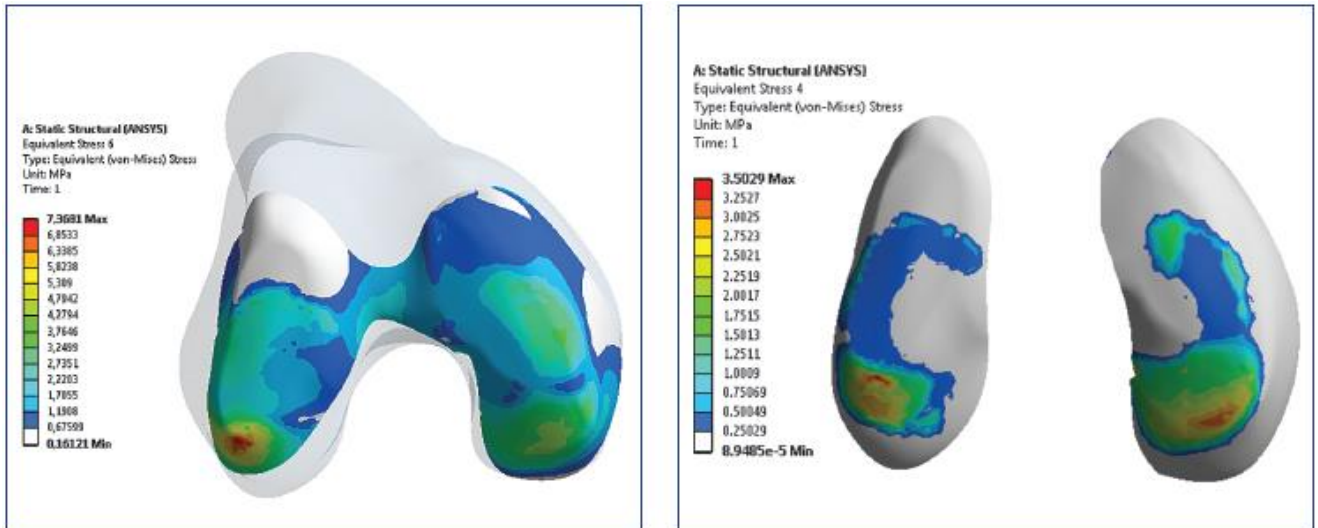 A: Static Structural (ANSYS)
Equivalent Stress 6
Type: Equivalent (von-Mises) Stress
Unit: MPa
Time: 1
7,3681 Max
6,8533
6,3385
5,8238
5,309
4,7942
4,2794
3,7646
3,2499
2,7351
2,2203
1,7055
1,1908
0,67599
0,16121 Min
A: Static Structural (ANSYS)
Equivalent Stress 4
Type: Equivalent (von-Mises) Stress
Unit: MPa
Time: 1
3.5029 Max
3.2527
3.0025
2.7523
2.5021
2.2519
2.0017
1.7515
1.5013
1.2511
1.0009
0.75069
0.50049
0.25029
8.9485e-5 Min